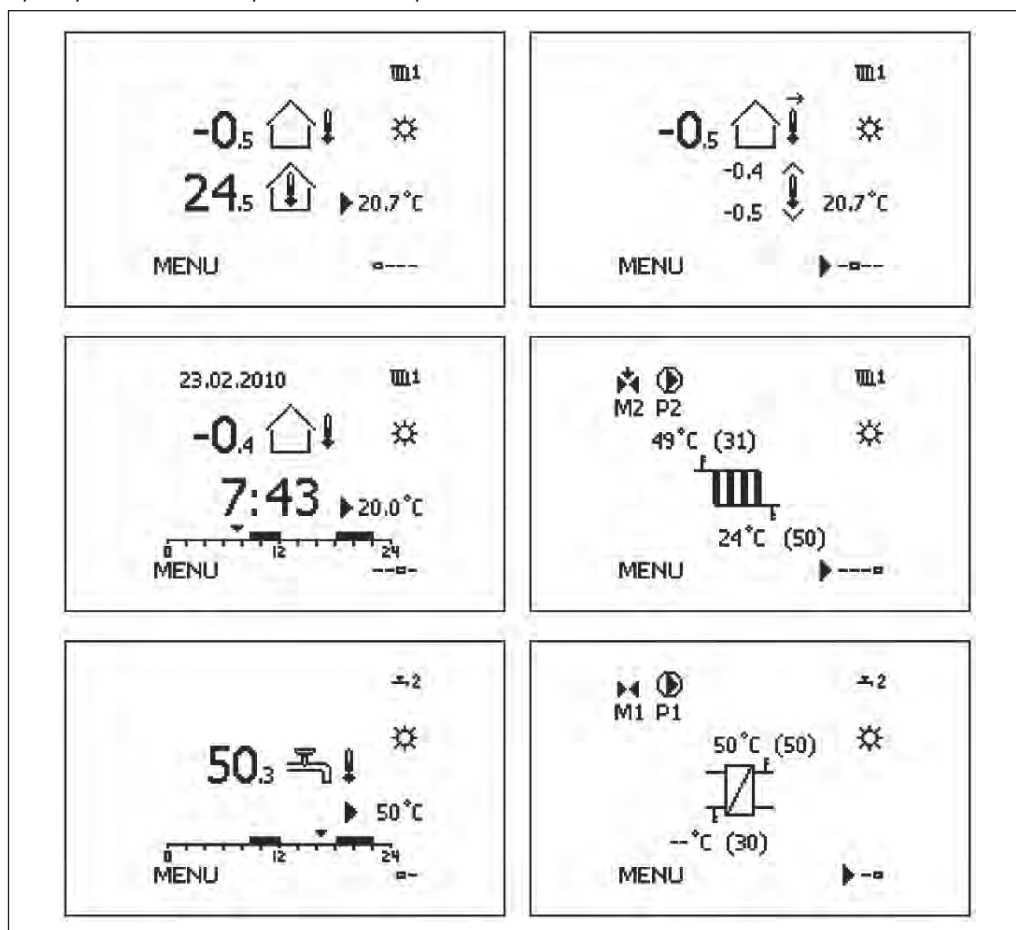 1
-0.5
24.5
20.7°C
MENU
1
-0.5
-0.4
-0.5
20.7°C
MENU
23.02.2010
1
-0.4
7:43
20.0°C
0 12 24
MENU
1
M2 P2
49°C (31)
24°C (50)
MENU
2
50.3
50°C
0 12 24
MENU
2
M1 P1
50°C (50)
--°C (30)
MENU